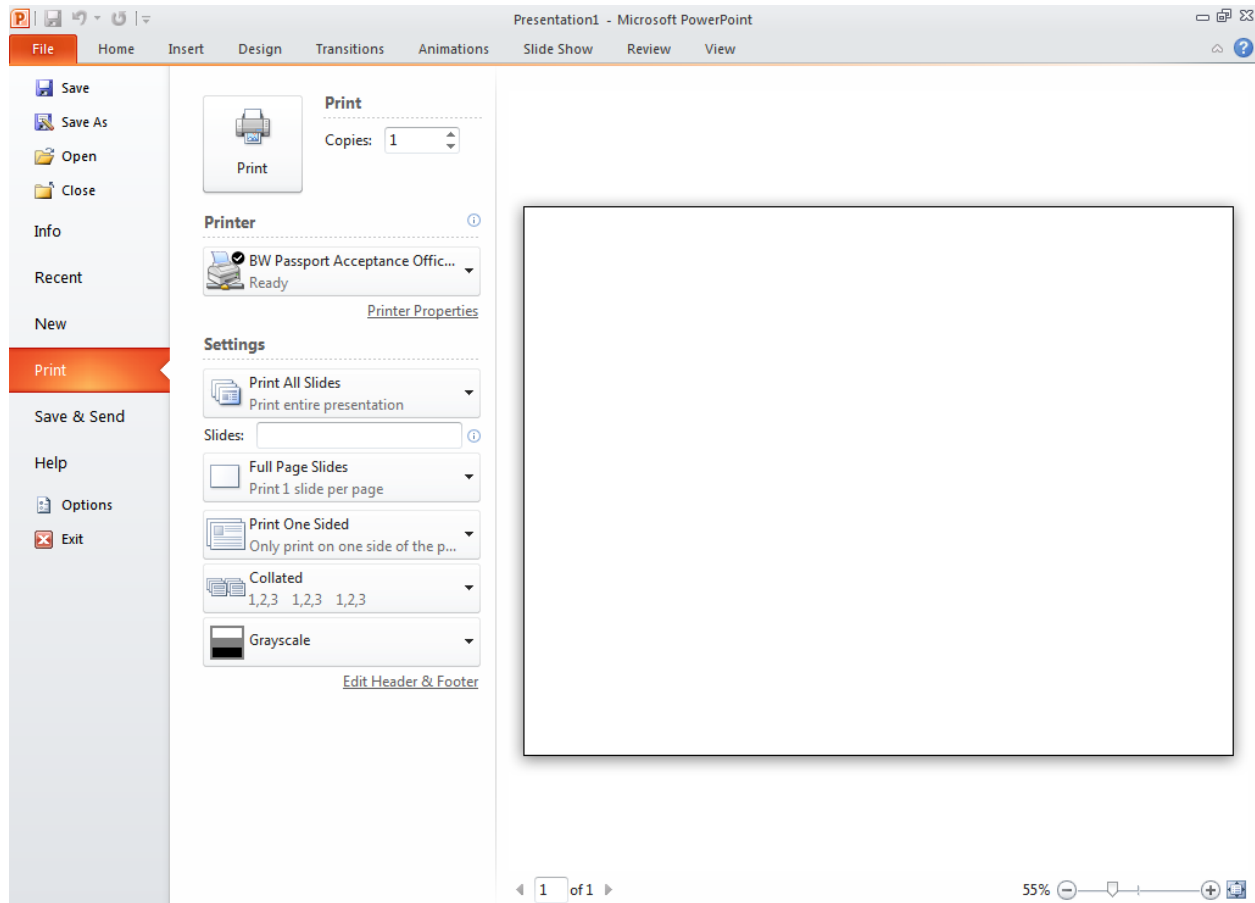 Presentation1 - Microsoft PowerPoint
File Home Insert Design Transitions Animations Slide Show Review View
Save
Save As
Open
Close
Info
Recent
New
Print
Save & Send
Help
Options
Exit
Print
Print
Copies: 1
Printer
BW Passport Acceptance Offic...
Ready
Printer Properties
Settings
Print All Slides
Print entire presentation
Slides:
Full Page Slides
Print 1 slide per page
Print One Sided
Only print on one side of the p...
Collated
1,2,3 1,2,3 1,2,3
Grayscale
Edit Header & Footer
1 of 1
55%